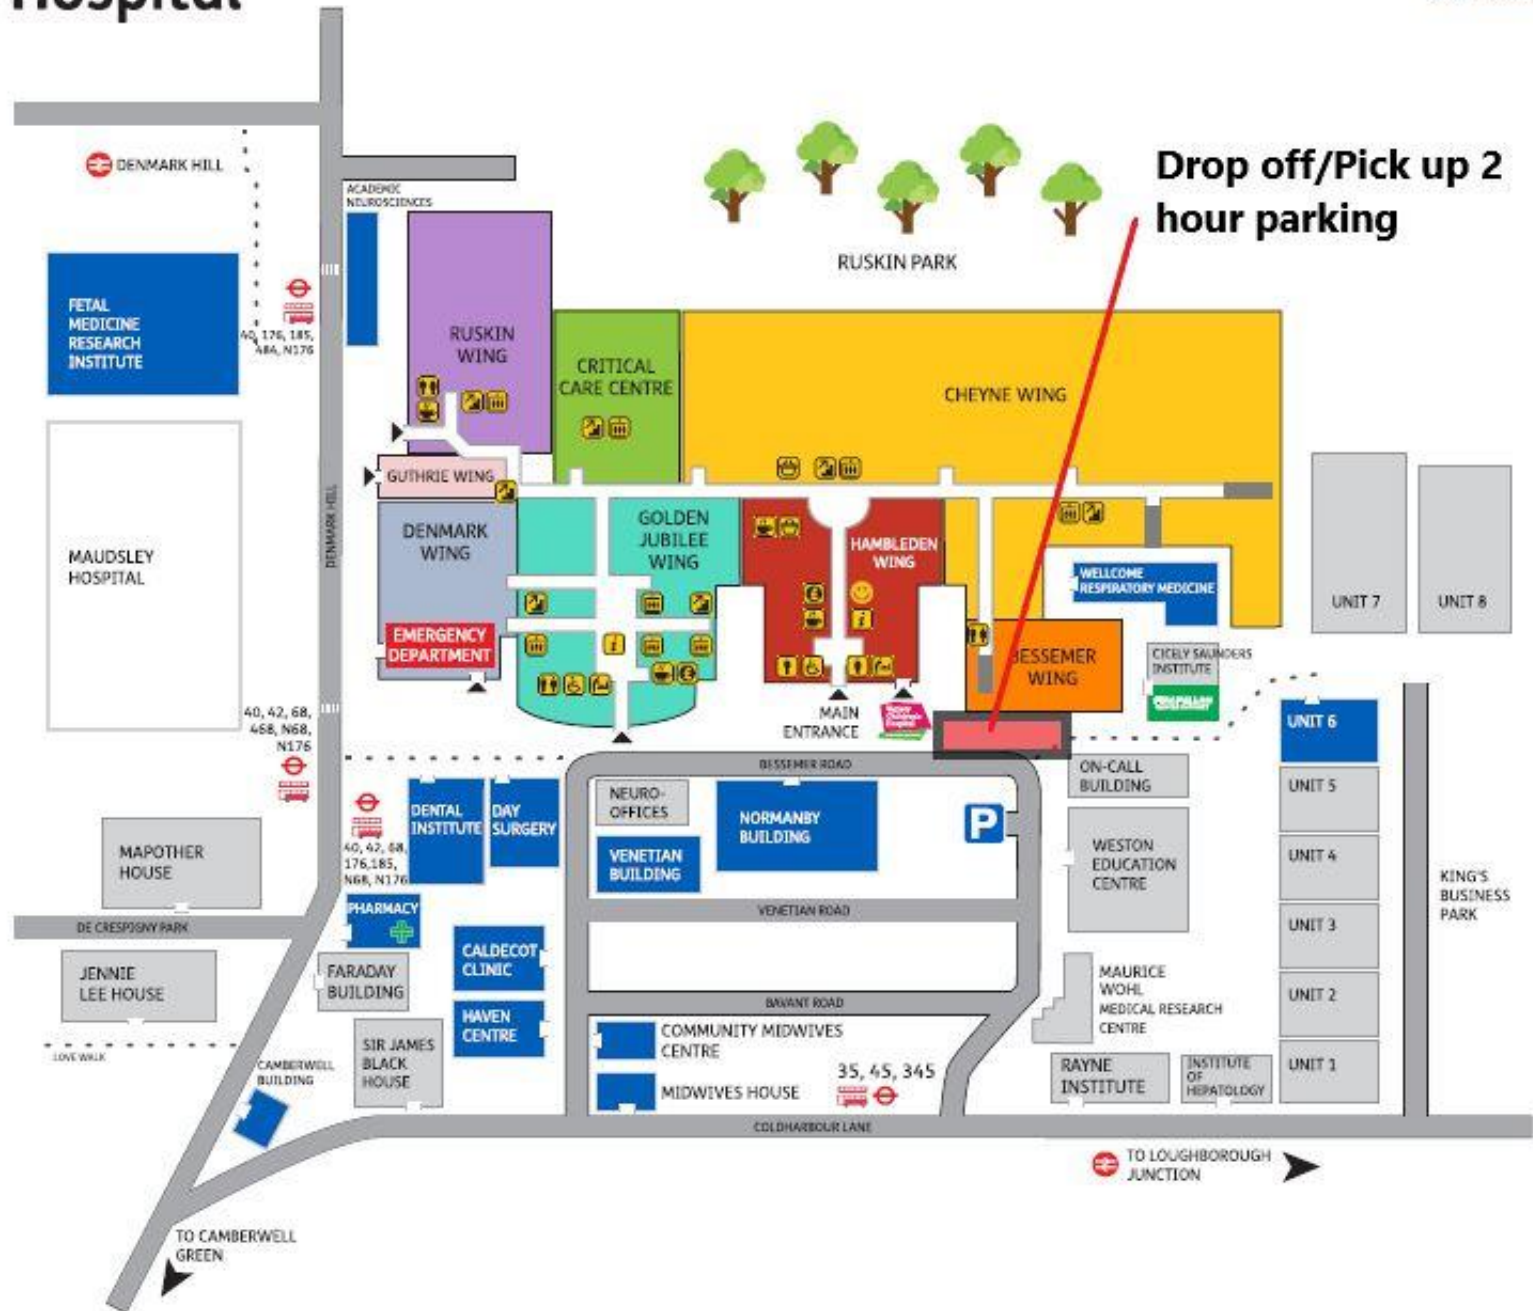 Hospital
DENMARK HILL
ACADEMIC
NEUROSCIENCES
Drop off/Pick up 2
hour parking
RUSKIN PARK
FETAL
MEDICINE
RESEARCH
INSTITUTE
40, 176, 185,
484, N176
RUSKIN
WING
CRITICAL
CARE CENTRE
CHEYNE WING
GUTHRIE WING
DENMARK HILL
MAUDSLEY
HOSPITAL
DENMARK
WING
GOLDEN
JUBILEE
WING
HAMBLEDEN
WING
WELLCOME
RESPIRATORY MEDICINE
UNIT 7
UNIT 8
EMERGENCY
DEPARTMENT
BESSEMER
WING
CICELY SAUNDERS
INSTITUTE
40, 42, 68,
468, N68,
N176
MAIN
ENTRANCE
UNIT 6
BESSEMER ROAD
ON-CALL
BUILDING
UNIT 5
NEURO-
OFFICES
DENTAL
INSTITUTE
DAY
SURGERY
NORMANBY
BUILDING
P
VENETIAN
BUILDING
40, 42, 68,
176,185,
N68, N176
MAPOTHER
HOUSE
WESTON
EDUCATION
CENTRE
UNIT 4
KING'S
BUSINESS
PARK
PHARMACY
VENETIAN ROAD
DE CRESPIGNY PARK
UNIT 3
CALDECOT
CLINIC
JENNIE
LEE HOUSE
FARADAY
BUILDING
MAURICE
WOHL
MEDICAL RESEARCH
CENTRE
UNIT 2
BAVANT ROAD
HAVEN
CENTRE
COMMUNITY MIDWIVES
CENTRE
SIR JAMES
BLACK
HOUSE
LOVE WALK
CAMBERWELL
BUILDING
35, 45, 345
RAYNE
INSTITUTE
INSTITUTE
OF
HEPATOLOGY
UNIT 1
MIDWIVES HOUSE
COLDHARBOUR LANE
TO LOUGHBOROUGH
JUNCTION
TO CAMBERWELL
GREEN